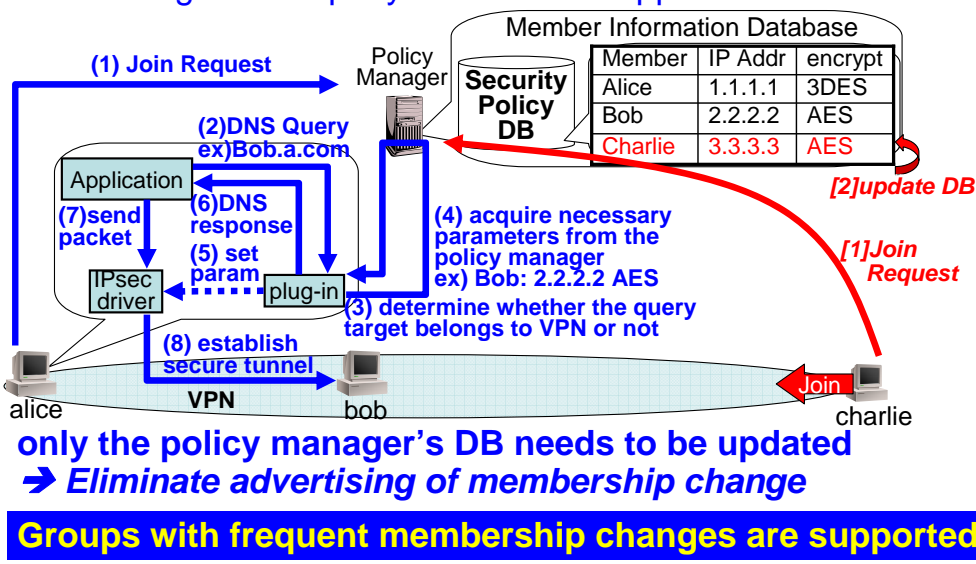 Member Information Database
Policy
Manager
(1) Join Request
Security
Policy
DB
Member IP Addr encrypt
Alice 1.1.1.1 3DES
Bob 2.2.2.2 AES
Charlie 3.3.3.3 AES
[2]update DB
(2)DNS Query
ex)Bob.a.com
Application
(7)send
packet
(6)DNS
response
(5) set
param
IPsec
driver
plug-in
(4) acquire necessary
parameters from the
policy manager
ex) Bob: 2.2.2.2 AES
(3) determine whether the query
target belongs to VPN or not
[1]Join
Request
(8) establish
secure tunnel
Join
VPN
alice
bob
charlie
only the policy manager's DB needs to be updated
➔ Eliminate advertising of membership change
Groups with frequent membership changes are supported